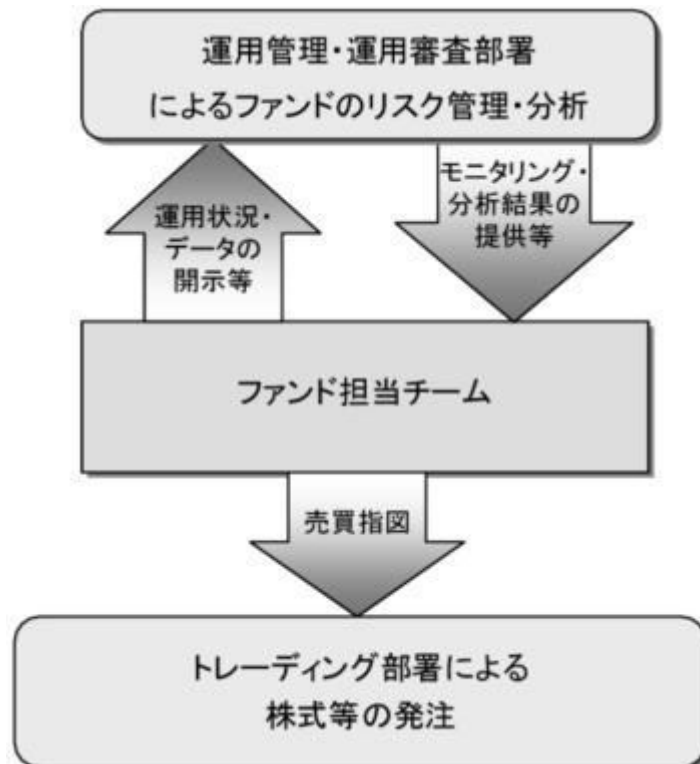 運用管理・運用審査部署
によるファンドのリスク管理・分析
運用状況・
データの
開示等
モニタリング・
分析結果の
提供等
ファンド担当チーム
売買指図
トレーディング部署による
株式等の発注